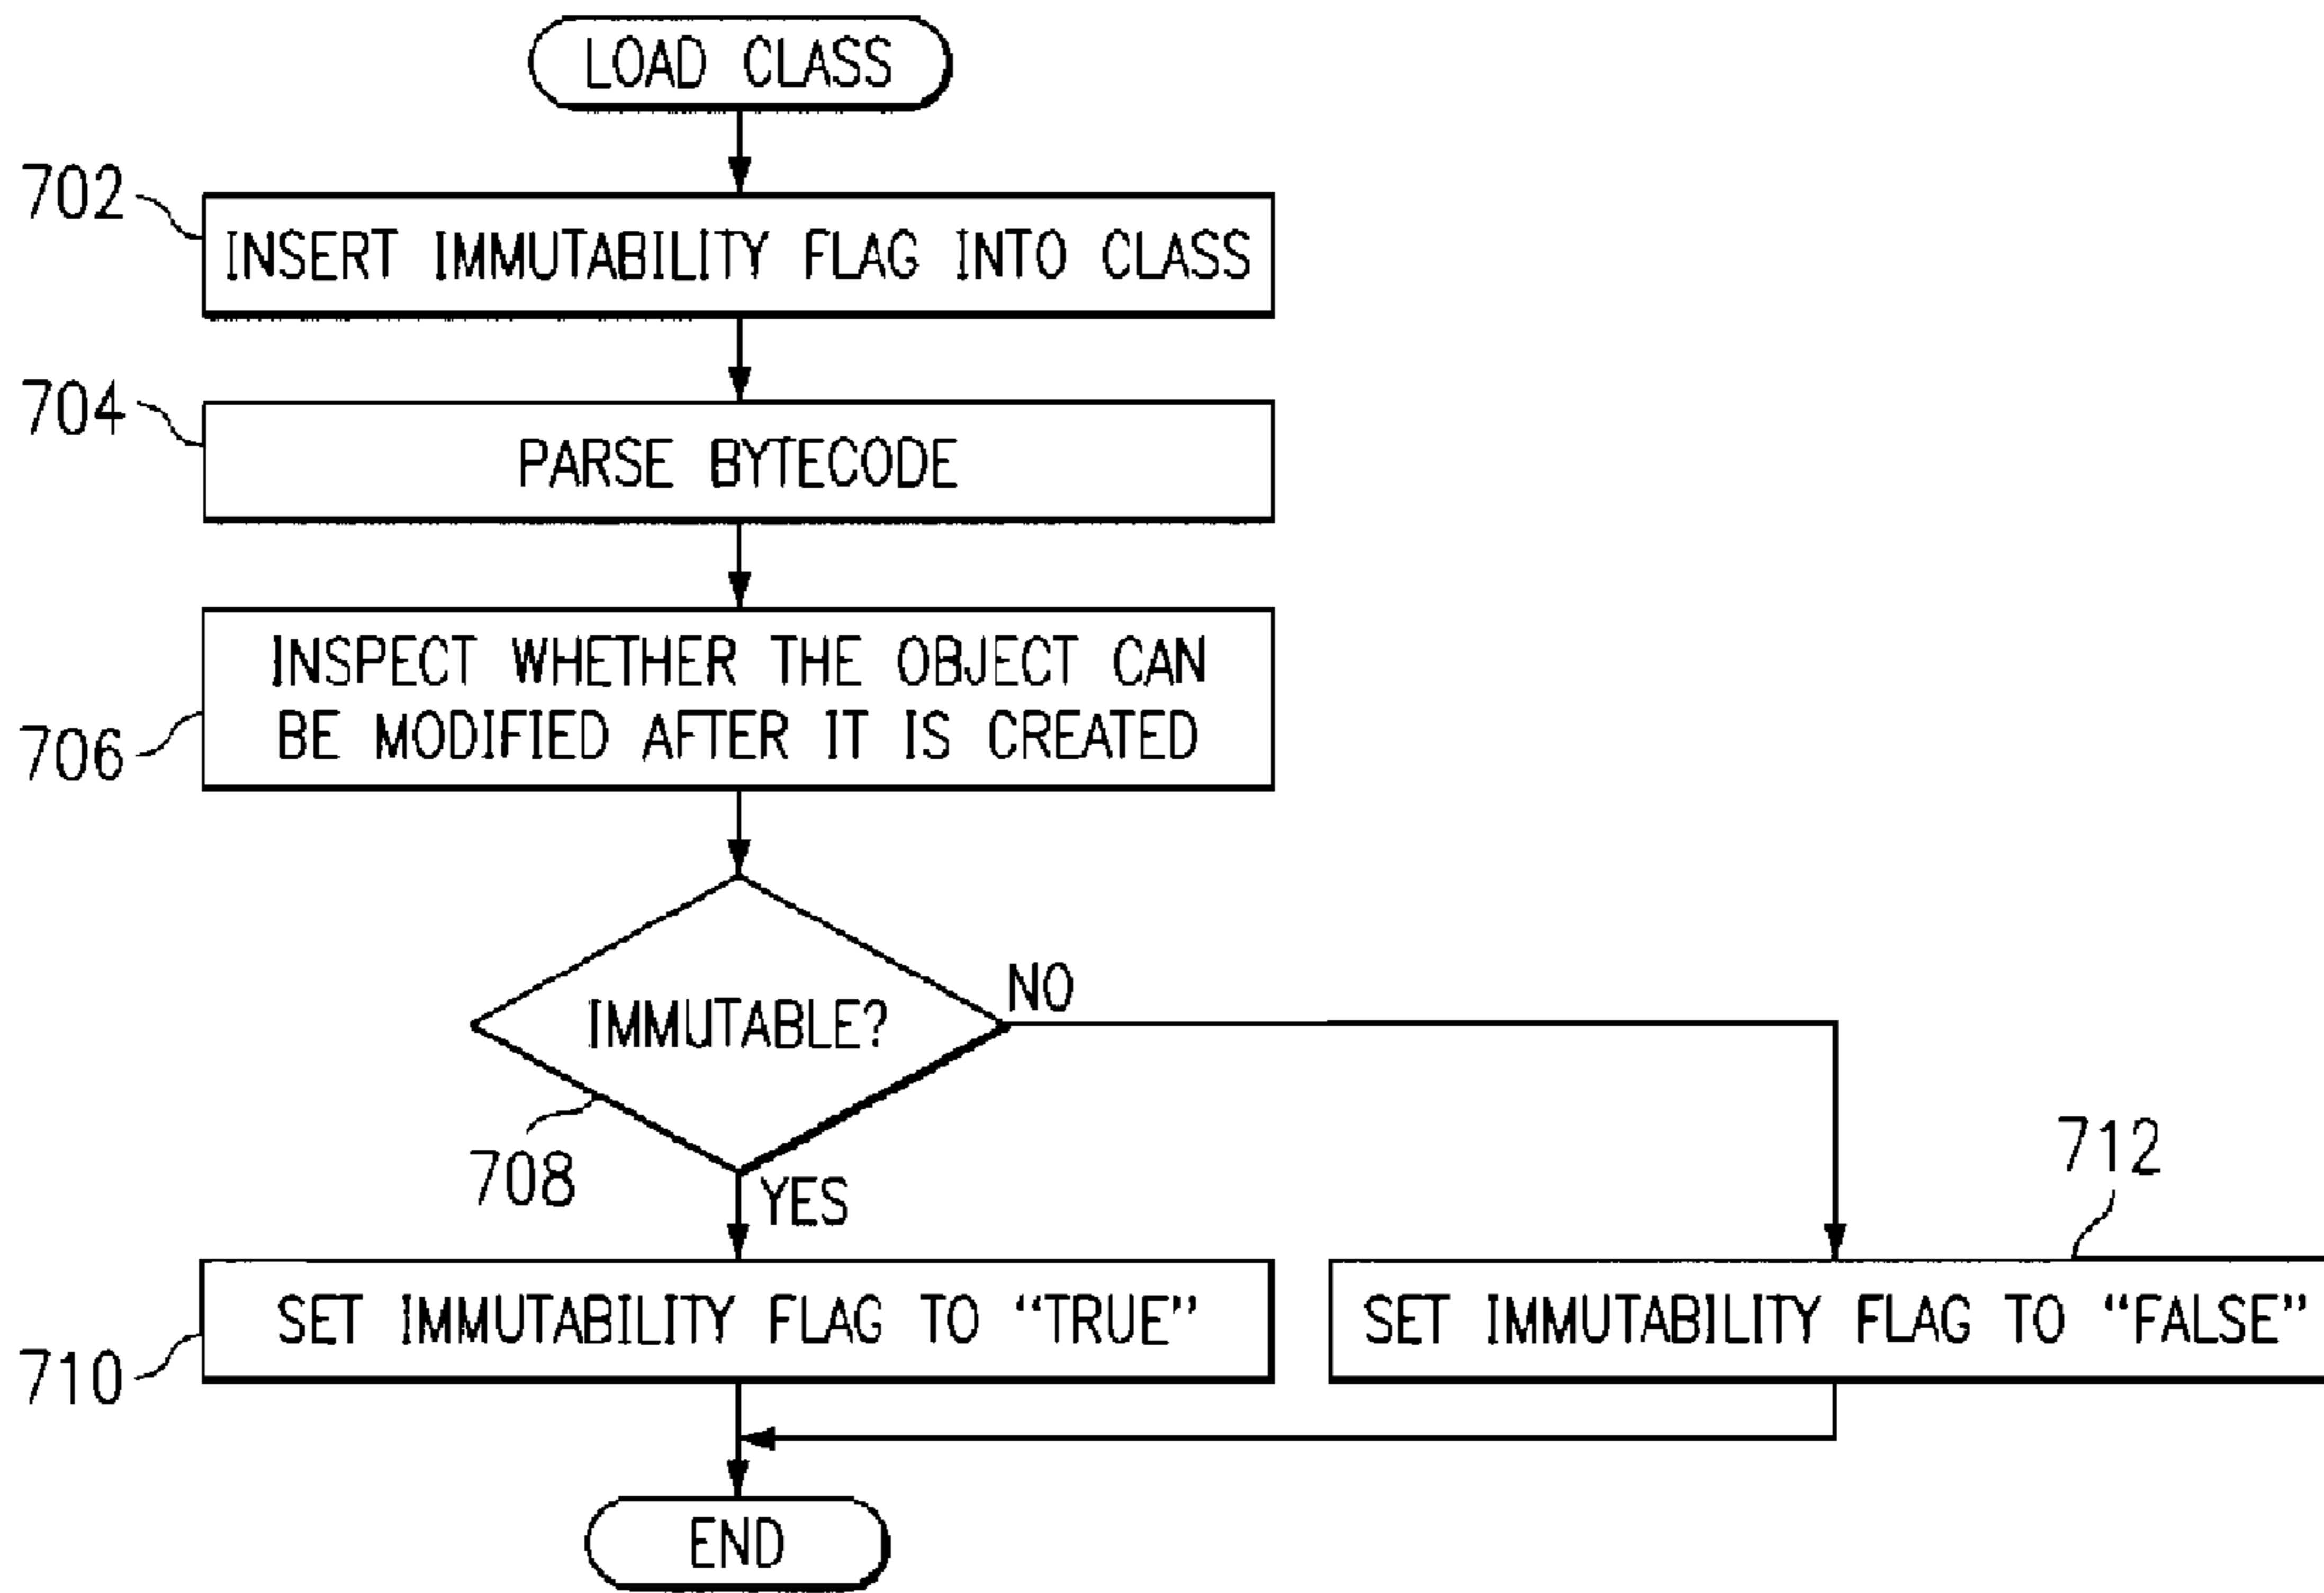 LOAD CLASS
702
INSERT IMMUTABILITY FLAG INTO CLASS
704
PARSE BYTECODE
INSPECT WHETHER THE OBJECT CAN
BE MODIFIED AFTER IT IS CREATED
706
IMMUTABLE?
NO
708
YES
712
SET IMMUTABILITY FLAG TO “TRUE”
SET IMMUTABILITY FLAG TO “FALSE”
710
END